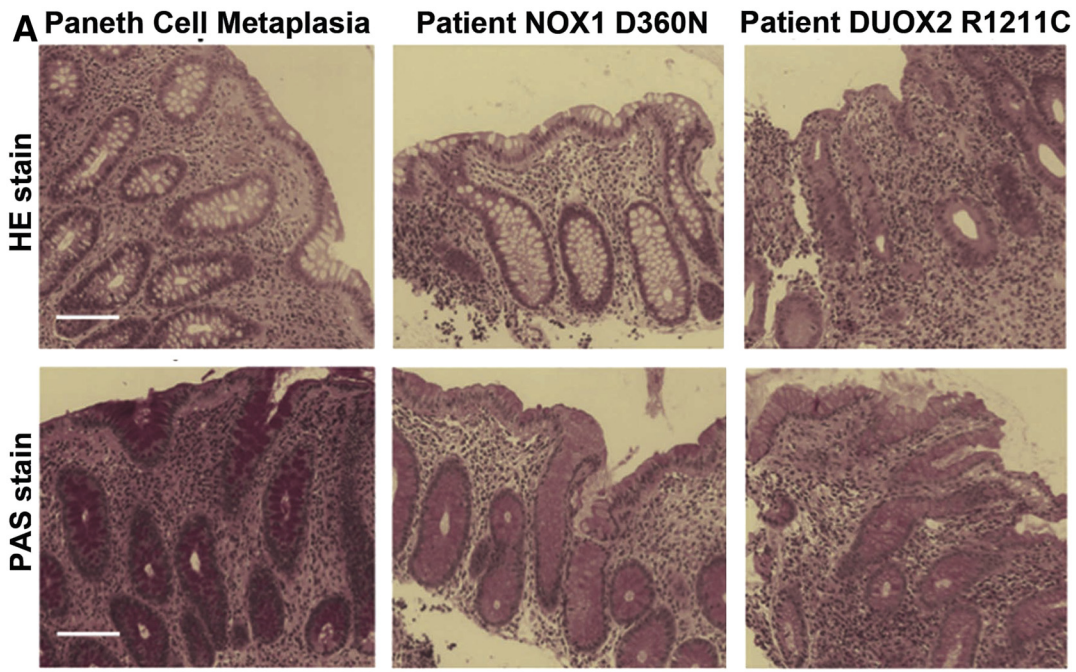 A Paneth Cell Metaplasia Patient NOX1 D360N Patient DUOX2 R1211C
HE stain
PAS stain